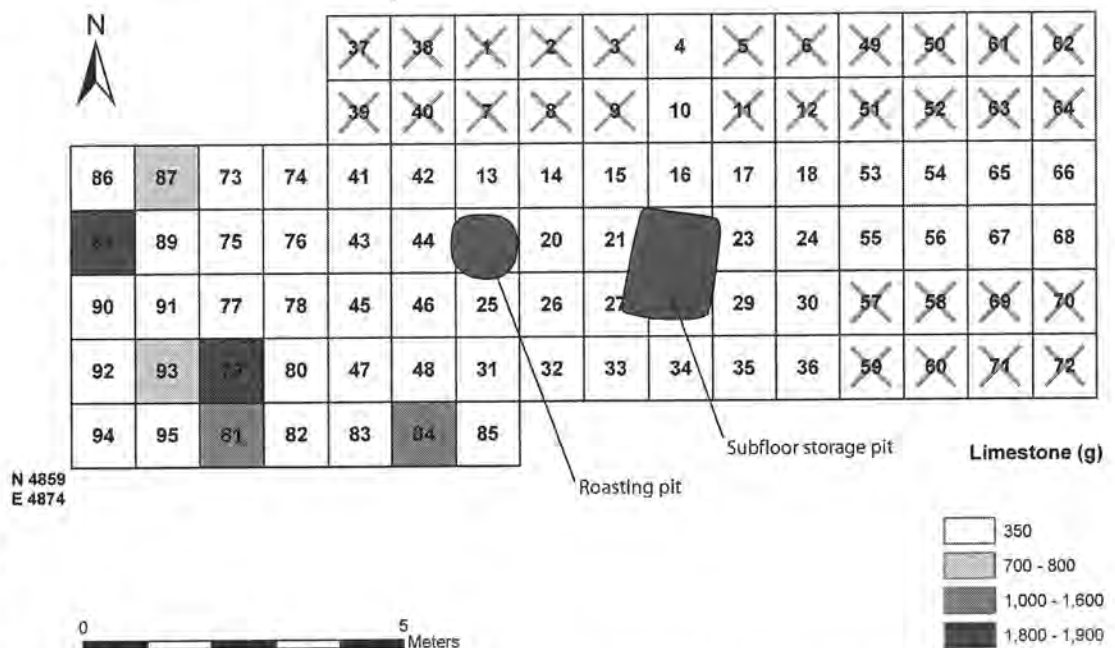 N
37 38 1 2 3 4 5 6 49 50 61 62
39 40 7 8 9 10 11 12 51 52 63 64
86 87 73 74 41 42 13 14 15 16 17 18 53 54 65 66
89 75 76 43 44 20 21 23 24 55 56 67 68
90 91 77 78 45 46 25 26 27 29 30 57 58 69 70
92 93 79 80 47 48 31 32 33 34 35 36 59 60 71 72
94 95 81 82 83 84 85
N 4859
E 4874
Roasting pit
Subfloor storage pit
Limestone (g)
350
700 - 800
1,000 - 1,600
1,800 - 1,900
0 5
Meters